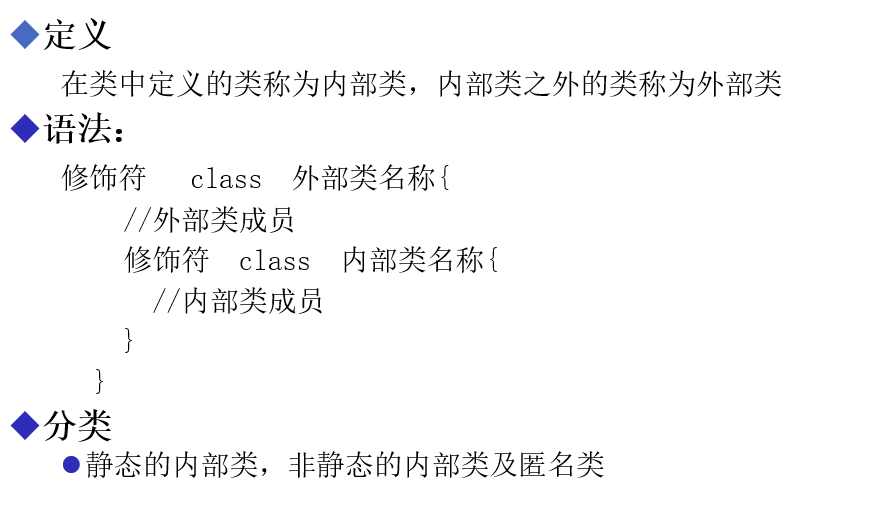 定义
在类中定义的类称为内部类，内部类之外的类称为外部类
语法：
修饰符 class 外部类名称{
//外部类成员
修饰符 class 内部类名称{
//内部类成员
}
}
分类
静态的内部类，非静态的内部类及匿名类